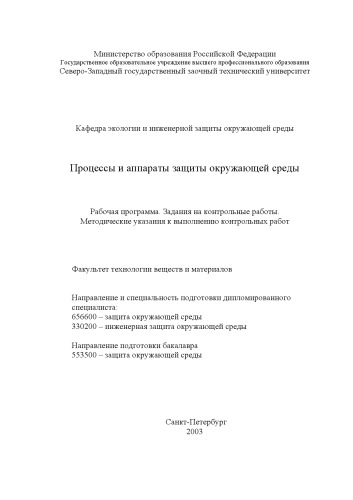 Министерство образования Российской Федерации
Государственное образовательное учреждение высшего профессионального образования
Северо-Западный государственный заочный технический университет
Кафедра экологии и инженерной защиты окружающей среды
Процессы и аппараты защиты окружающей среды
Рабочая программа. Задания на контрольные работы.
Методические указания к выполнению контрольных работ
Факультет технологии веществ и материалов
Направление и специальность подготовки дипломированного
специалиста:
656600 – защита окружающей среды
330200 – инженерная защита окружающей среды
Направление подготовки бакалавра
553500 – защита окружающей среды
Санкт-Петербург
2003